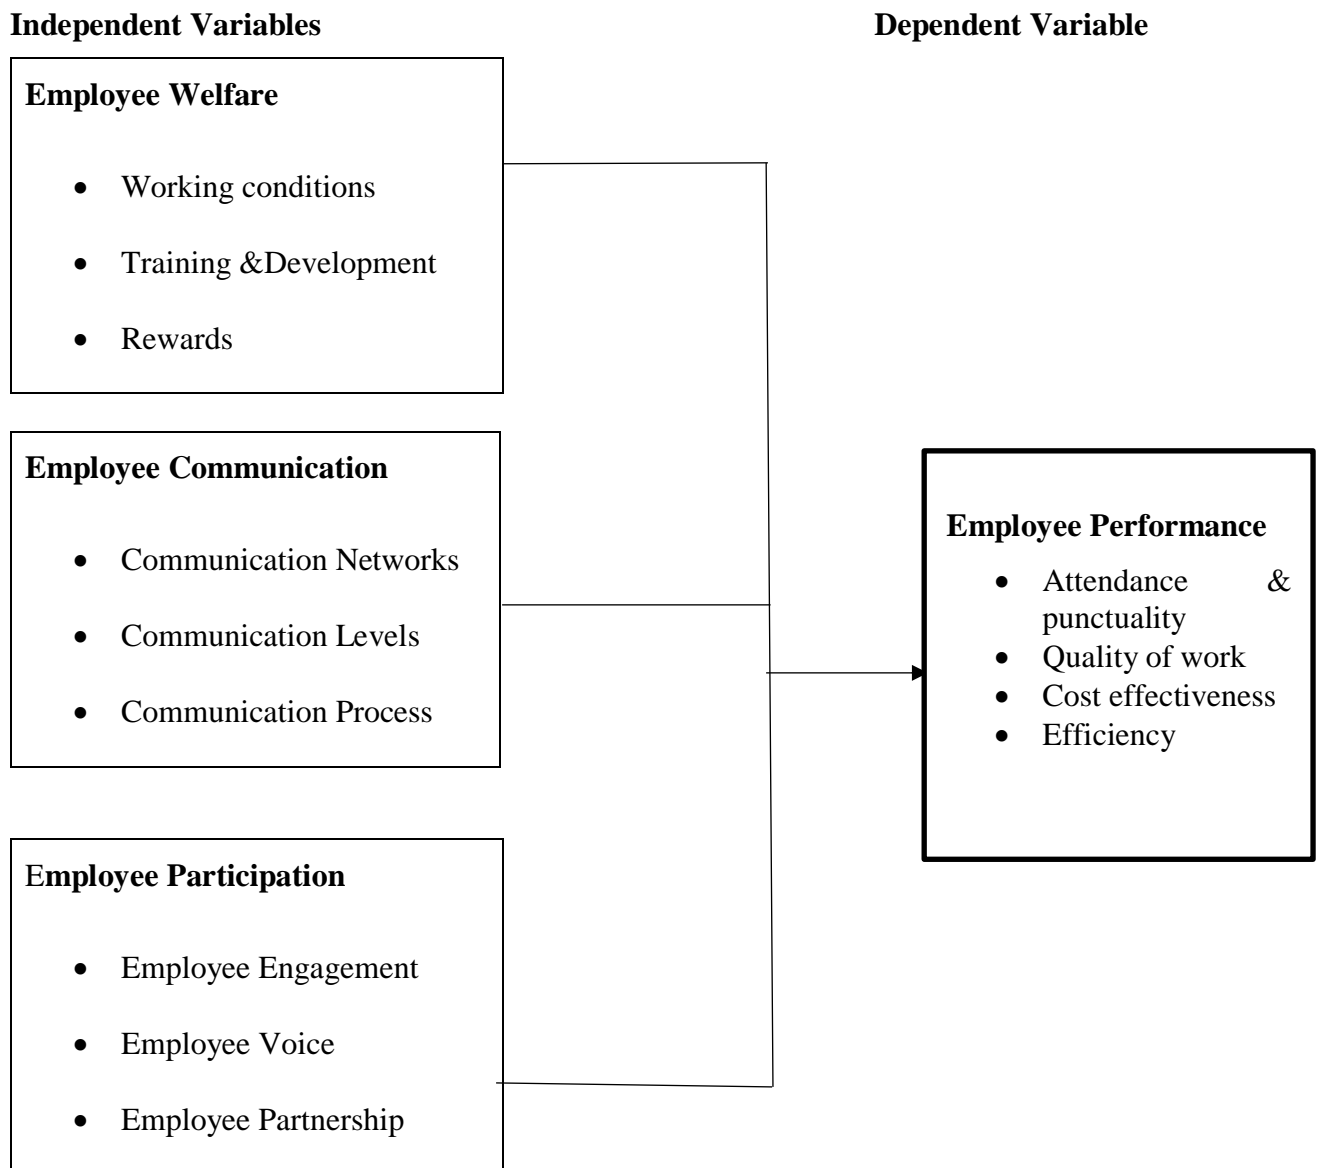 Independent Variables
Dependent Variable
Employee Welfare
• Working conditions
• Training &Development
• Rewards
Employee Communication
• Communication Networks
• Communication Levels
• Communication Process
Employee Participation
• Employee Engagement
• Employee Voice
• Employee Partnership
Employee Performance
• Attendance &
punctuality
• Quality of work
• Cost effectiveness
• Efficiency